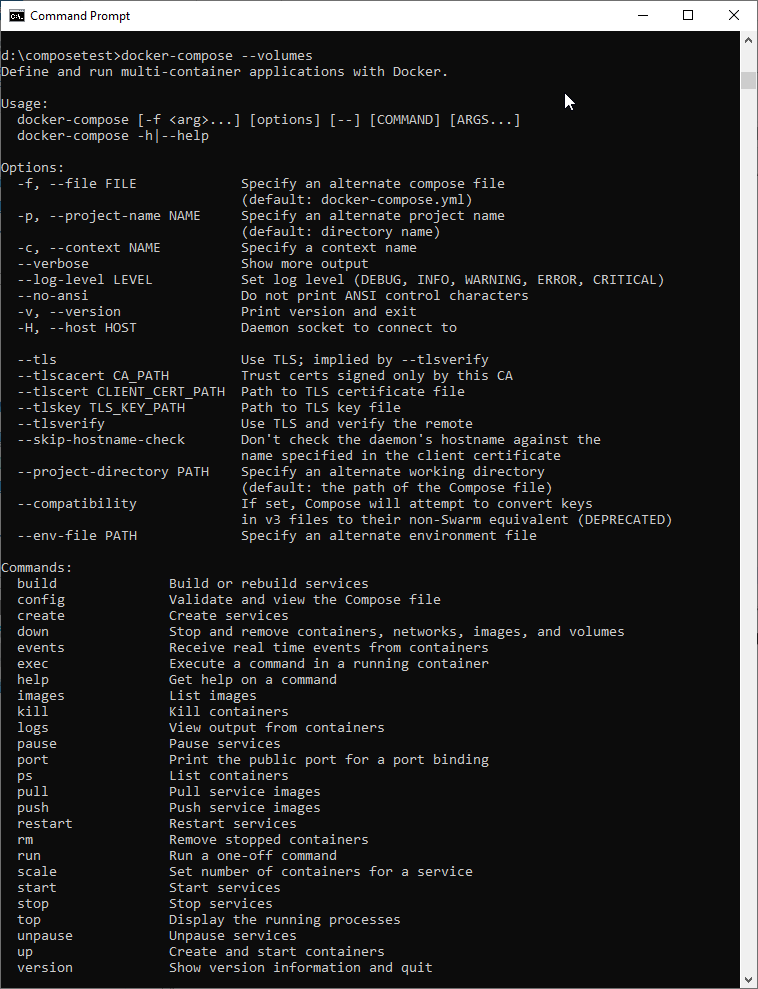 Command Prompt
d:\composetest>docker-compose --volumes
Define and run multi-container applications with Docker.
Usage:
  docker-compose [-f <arg>...] [options] [--] [COMMAND] [ARGS...]
  docker-compose -h|--help
Options:
  -f, --file FILE             Specify an alternate compose file
                              (default: docker-compose.yml)
  -p, --project-name NAME     Specify an alternate project name
                              (default: directory name)
  -c, --context NAME          Specify a context name
  --verbose                   Show more output
  --log-level LEVEL           Set log level (DEBUG, INFO, WARNING, ERROR, CRITICAL)
  --no-ansi                   Do not print ANSI control characters
  -v, --version               Print version and exit
  -H, --host HOST             Daemon socket to connect to
  --tls                       Use TLS; implied by --tlsverify
  --tlscacert CA_PATH         Trust certs signed only by this CA
  --tlscert CLIENT_CERT_PATH  Path to TLS certificate file
  --tlskey TLS_KEY_PATH       Path to TLS key file
  --tlsverify                 Use TLS and verify the remote
  --skip-hostname-check       Don't check the daemon's hostname against the
                              name specified in the client certificate
  --project-directory PATH    Specify an alternate working directory
                              (default: the path of the Compose file)
  --compatibility             If set, Compose will attempt to convert keys
                              in v3 files to their non-Swarm equivalent (DEPRECATED)
  --env-file PATH             Specify an alternate environment file
Commands:
  build              Build or rebuild services
  config             Validate and view the Compose file
  create             Create services
  down               Stop and remove containers, networks, images, and volumes
  events             Receive real time events from containers
  exec               Execute a command in a running container
  help               Get help on a command
  images             List images
  kill               Kill containers
  logs               View output from containers
  pause              Pause services
  port               Print the public port for a port binding
  ps                 List containers
  pull               Pull service images
  push               Push service images
  restart            Restart services
  rm                 Remove stopped containers
  run                Run a one-off command
  scale              Set number of containers for a service
  start              Start services
  stop               Stop services
  top                Display the running processes
  unpause            Unpause services
  up                 Create and start containers
  version            Show version information and quit